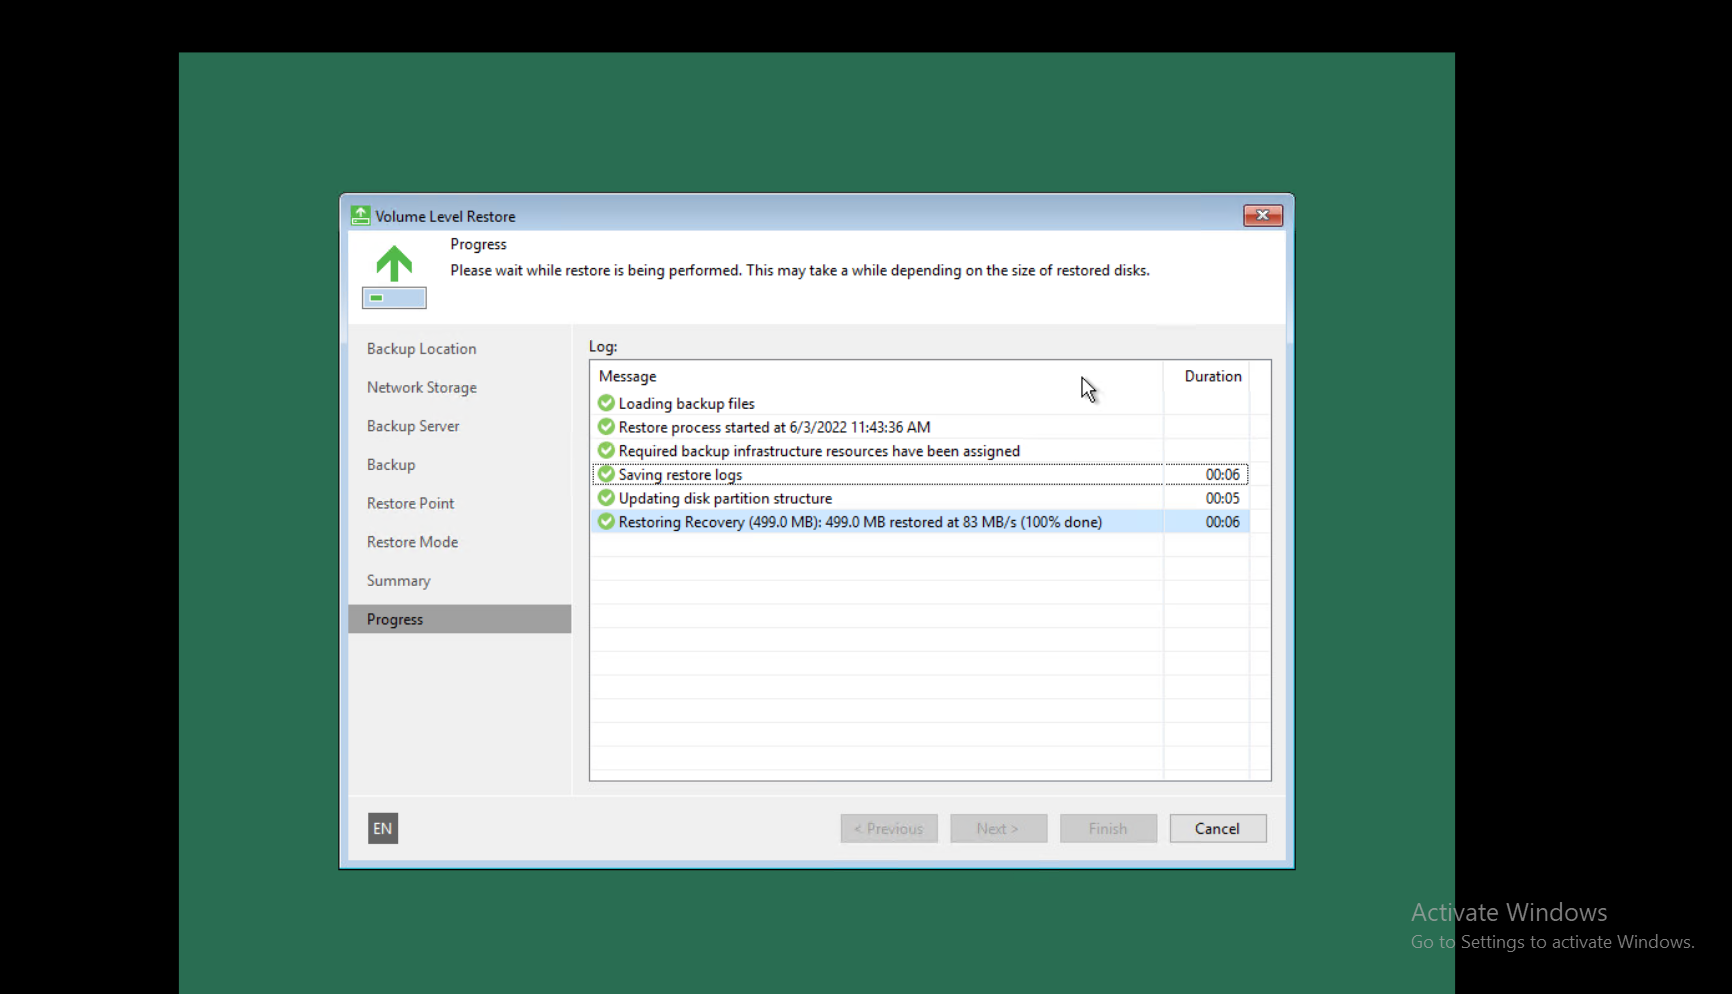 Volume Level Restore
Progress
Please wait while restore is being performed. This may take a while depending on the size of restored disks.
Backup Location
Network Storage
Backup Server
Backup
Restore Point
Restore Mode
Summary
Progress
Log:
Message Duration
Loading backup files
Restore process started at 6/3/2022 11:43:36 AM
Required backup infrastructure resources have been assigned
Saving restore logs 00:06
Updating disk partition structure 00:05
Restoring Recovery (499.0 MB): 499.0 MB restored at 83 MB/s (100% done) 00:06
EN
< Previous Next > Finish Cancel
Activate Windows
Go to Settings to activate Windows.